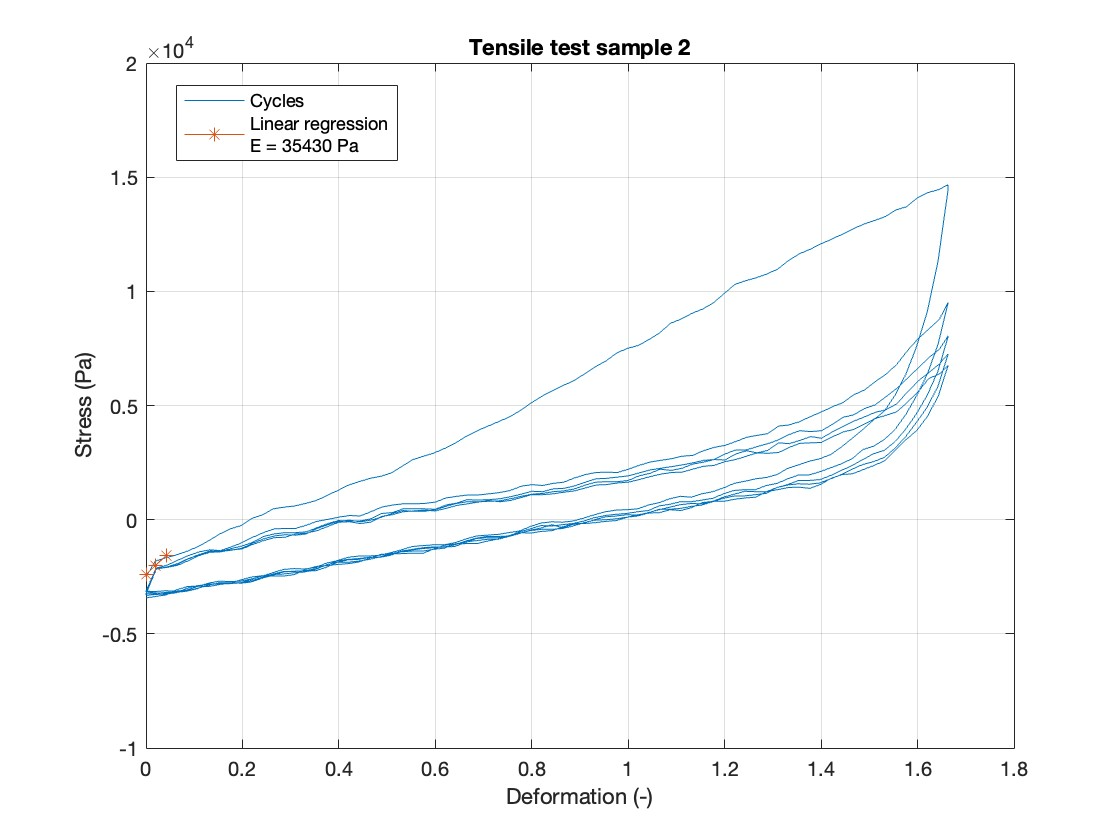 Tensile test sample 2
×10⁴
2
1.5
1
0.5
0
-0.5
-1
Stress (Pa)
Cycles
Linear regression
E = 35430 Pa
0 0.2 0.4 0.6 0.8 1 1.2 1.4 1.6 1.8
Deformation (-)